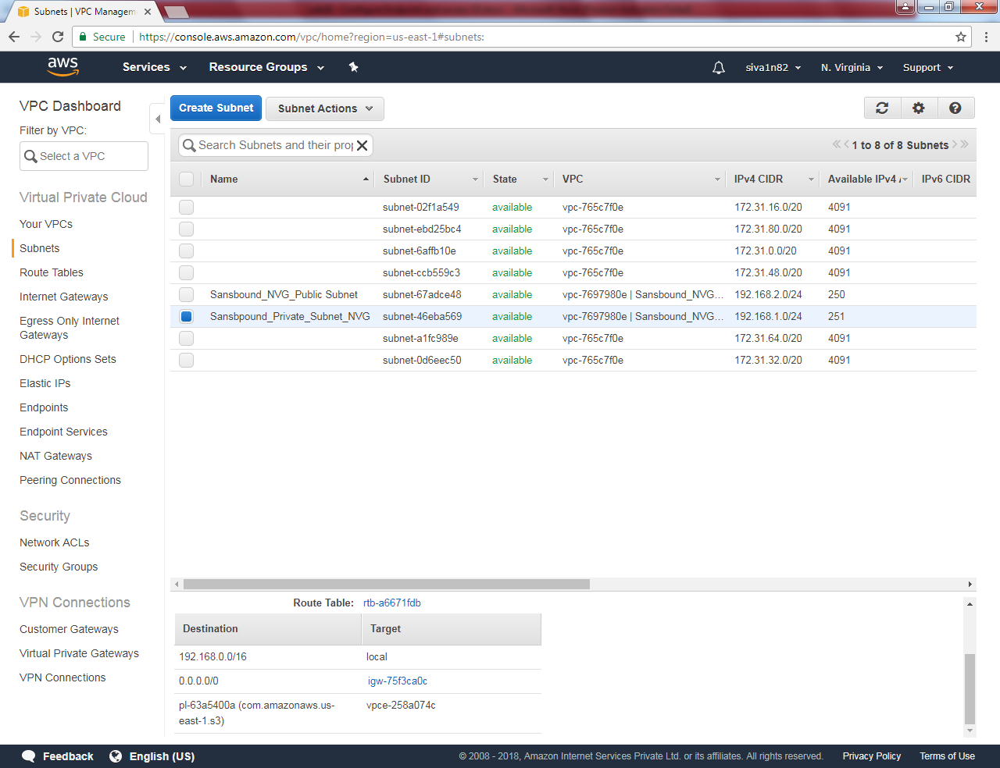 Subnets | VPC Managem
Secure
https://console.aws.amazon.com/vpc/home?region=us-east-1#subnets:
aws
Services
Resource Groups
siva1n82
N. Virginia
Support
VPC Dashboard
Filter by VPC:
Select a VPC
Virtual Private Cloud
Your VPCs
Subnets
Route Tables
Internet Gateways
Egress Only Internet
Gateways
DHCP Options Sets
Elastic IPs
Endpoints
Endpoint Services
NAT Gateways
Peering Connections
Security
Network ACLs
Security Groups
VPN Connections
Customer Gateways
Virtual Private Gateways
VPN Connections
Create Subnet
Subnet Actions
Search Subnets and their prop
1 to 8 of 8 Subnets
Name Subnet ID State VPC IPv4 CIDR Available IPv4 IPv6 CIDR
subnet-02f1a549 available vpc-765c7f0e 172.31.16.0/20 4091
subnet-ebd25bc4 available vpc-765c7f0e 172.31.80.0/20 4091
subnet-6affb10e available vpc-765c7f0e 172.31.0.0/20 4091
subnet-ccb559c3 available vpc-765c7f0e 172.31.48.0/20 4091
Sansbound_NVG_Public Subnet subnet-67adce48 available vpc-7697980e | Sansbound_NVG... 192.168.2.0/24 250
Sansbpound_Private_Subnet_NVG subnet-46eba569 available vpc-7697980e | Sansbound_NVG... 192.168.1.0/24 251
subnet-a1fc989e available vpc-765c7f0e 172.31.64.0/20 4091
subnet-0d6eec50 available vpc-765c7f0e 172.31.32.0/20 4091
Route Table: rtb-a6671fdb
Destination Target
192.168.0.0/16 local
0.0.0.0/0 igw-75f3ca0c
pl-63a5400a (com.amazonaws.us- vpce-258a074c
east-1.s3)
Feedback
English (US)
© 2008 - 2018, Amazon Internet Services Private Ltd. or its affiliates. All rights reserved.
Privacy Policy
Terms of Use